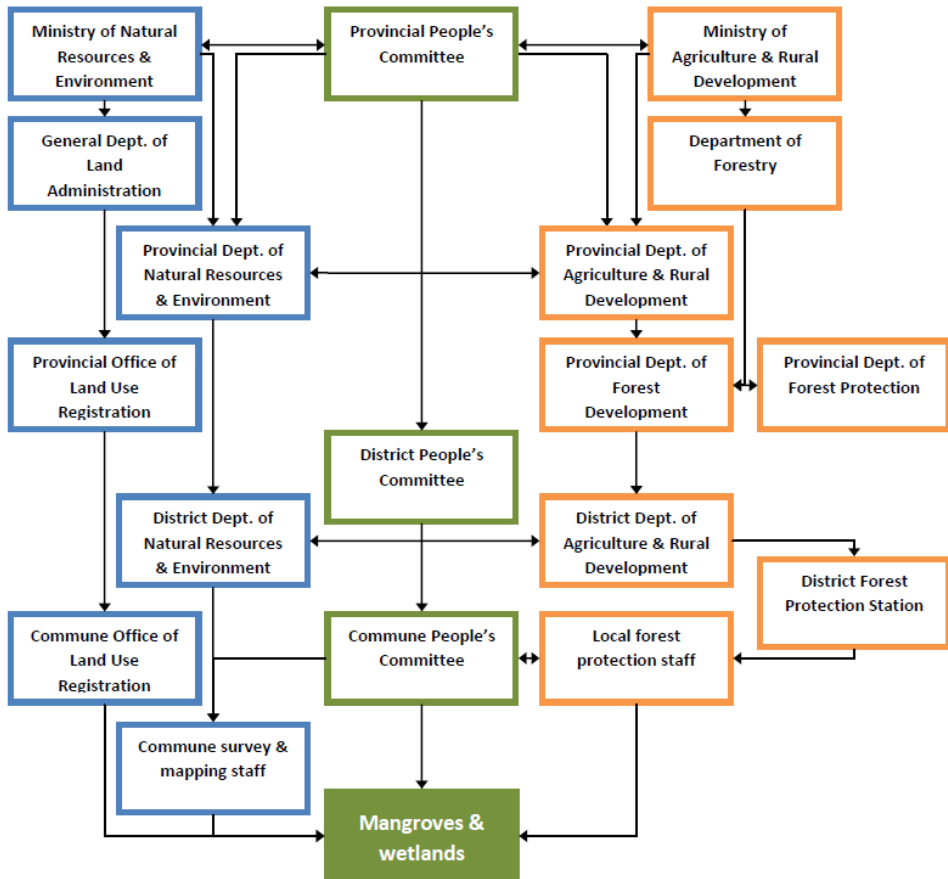 Ministry of Natural
Resources &
Environment
Provincial People's
Committee
Ministry of
Agriculture & Rural
Development
General Dept. of
Land
Administration
Department of
Forestry
Provincial Dept. of
Natural Resources
& Environment
Provincial Dept. of
Agriculture & Rural
Development
Provincial Office of
Land Use
Registration
Provincial Dept. of
Forest
Development
Provincial Dept. of
Forest Protection
District People's
Committee
District Dept. of
Natural Resources
& Environment
District Dept. of
Agriculture & Rural
Development
District Forest
Protection Station
Commune Office of
Land Use
Registration
Commune People's
Committee
Local forest
protection staff
Commune survey &
mapping staff
Mangroves &
wetlands